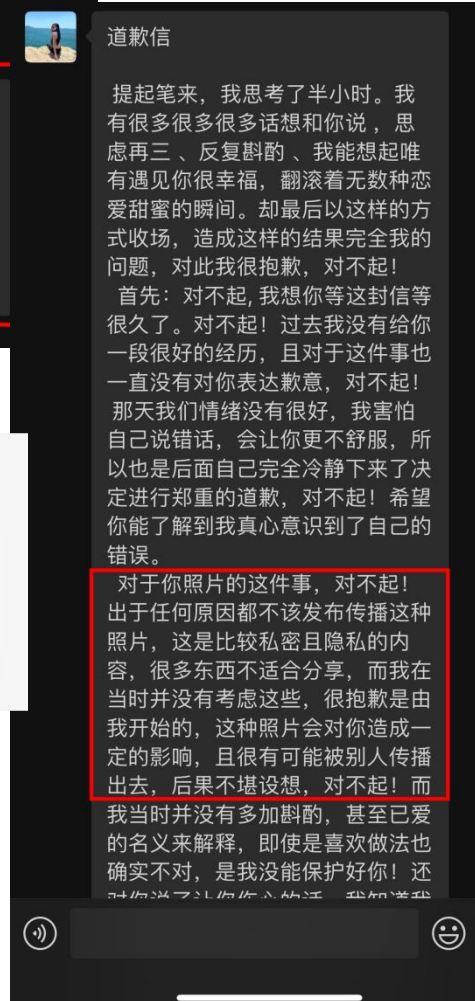 道歉信
提起笔来，我思考了半小时。我
有很多很多很多话想和你说 ，思
虑再三 、反复斟酌 、我能想起唯
有遇见你很幸福，翻滚着无数种恋
爱甜蜜的瞬间。却最后以这样的方
式收场，造成这样的结果完全我的
问题，对此我很抱歉，对不起！
首先：对不起, 我想你等这封信等
很久了。对不起！过去我没有给你
一段很好的经历，且对于这件事也
一直没有对你表达歉意，对不起！
那天我们情绪没有很好，我害怕
自己说错话，会让你更不舒服，所
以也是后面自己完全冷静下来了决
定进行郑重的道歉，对不起！希望
你能了解到我真心意识到了自己的
错误。
对于你照片的这件事，对不起！
出于任何原因都不该发布传播这种
照片，这是比较私密且隐私的内
容，很多东西不适合分享，而我在
当时并没有考虑这些，很抱歉是由
我开始的，这种照片会对你造成一
定的影响，且很有可能被别人传播
出去，后果不堪设想，对不起！而
我当时并没有多加斟酌，甚至已爱
的名义来解释，即使是喜欢做法也
确实不对，是我没能保护好你！还